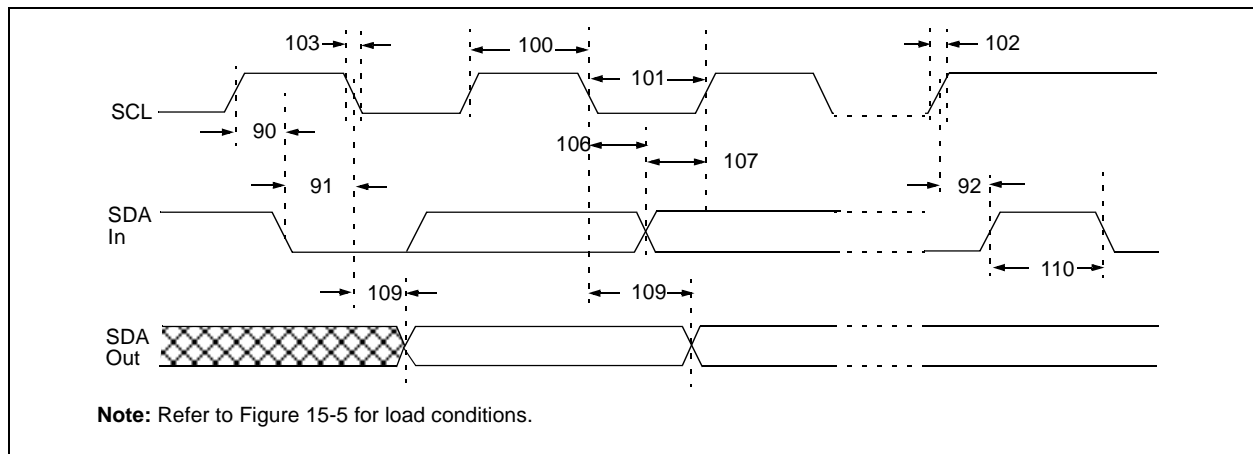 103
100
102
101
SCL
90
106
107
91
92
SDA
In
110
109
109
SDA
Out
Note: Refer to Figure 15-5 for load conditions.